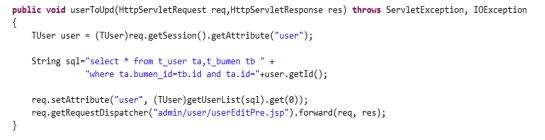 public void userToUpd(HttpServletRequest req,HttpServletResponse res) throws ServletException, IOException
{
    TUser user = (TUser)req.getSession().getAttribute("user");
    String sql="select * from t_user ta,t_bumen tb " +
            "where ta.bumen_id=tb.id and ta.id="+user.getId();
    req.setAttribute("user", (TUser)getUserList(sql).get(0));
    req.getRequestDispatcher("admin/user/userEditPre.jsp").forward(req, res);
}